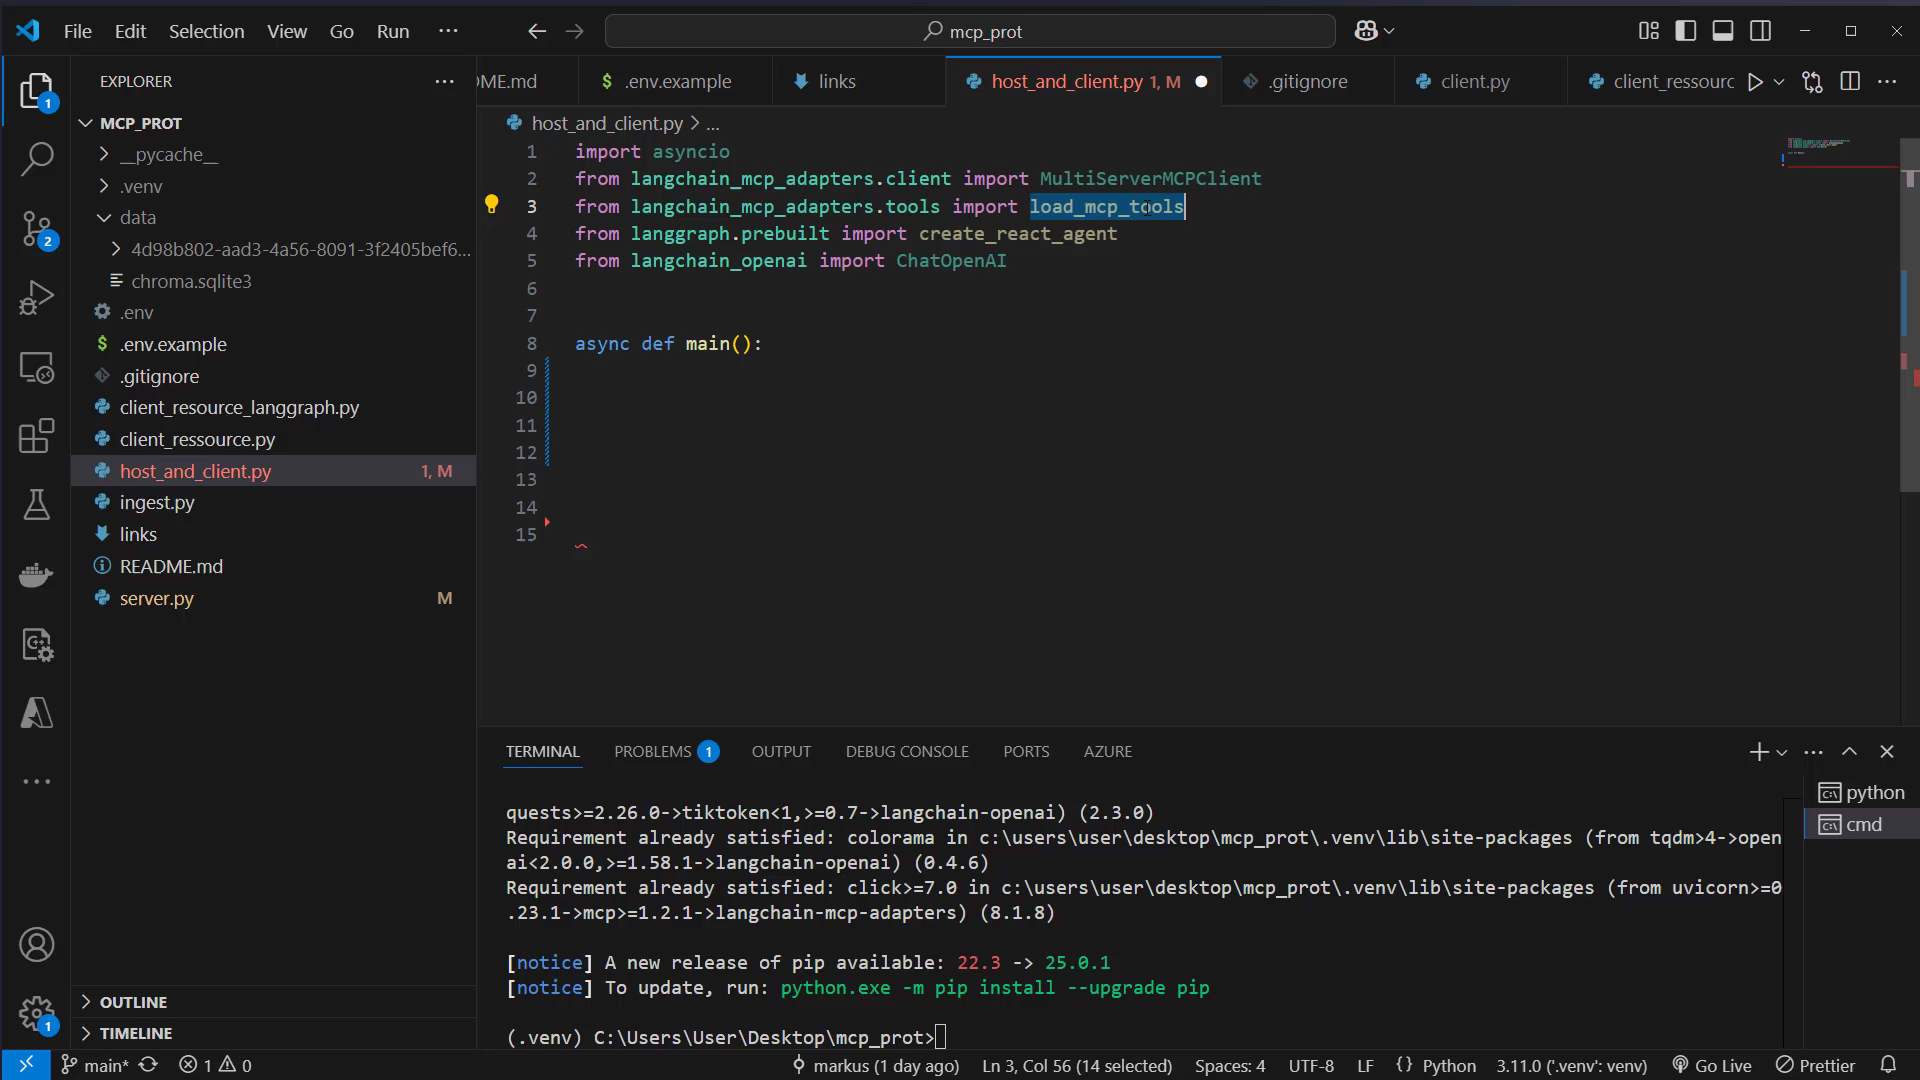 File Edit Selection View Go Run ··· mcp_prot
EXPLORER ···
MCP_PROT
__pycache__
.venv
data
4d98b802-aad3-4a56-8091-3f2405bef6...
chroma.sqlite3
.env
$ .env.example
.gitignore
client_resource_langgraph.py
client_ressource.py
host_and_client.py 1, M
ingest.py
links
README.md
server.py M
OUTLINE
TIMELINE
1
2
1
OME.md $ .env.example links host_and_client.py 1, M .gitignore client.py client_ressourc ···
host_and_client.py > ...
1 import asyncio
2 from langchain_mcp_adapters.client import MultiServerMCPClient
3 from langchain_mcp_adapters.tools import load_mcp_tools
4 from langgraph.prebuilt import create_react_agent
5 from langchain_openai import ChatOpenAI
6
7
8 async def main():
9
10
11
12
13
14
15
TERMINAL PROBLEMS 1 OUTPUT DEBUG CONSOLE PORTS AZURE
quests>=2.26.0->tiktoken<1,>=0.7->langchain-openai) (2.3.0)
Requirement already satisfied: colorama in c:\users\user\desktop\mcp_prot\.venv\lib\site-packages (from tqdm>4->open
ai<2.0.0,>=1.58.1->langchain-openai) (0.4.6)
Requirement already satisfied: click>=7.0 in c:\users\user\desktop\mcp_prot\.venv\lib\site-packages (from uvicorn>=0
.23.1->mcp>=1.2.1->langchain-mcp-adapters) (8.1.8)
[notice] A new release of pip available: 22.3 -> 25.0.1
[notice] To update, run: python.exe -m pip install --upgrade pip
(.venv) C:\Users\User\Desktop\mcp_prot>
python
cmd
main* 1 0 markus (1 day ago) Ln 3, Col 56 (14 selected) Spaces: 4 UTF-8 LF {} Python 3.11.0 ('.venv': venv) Go Live Prettier